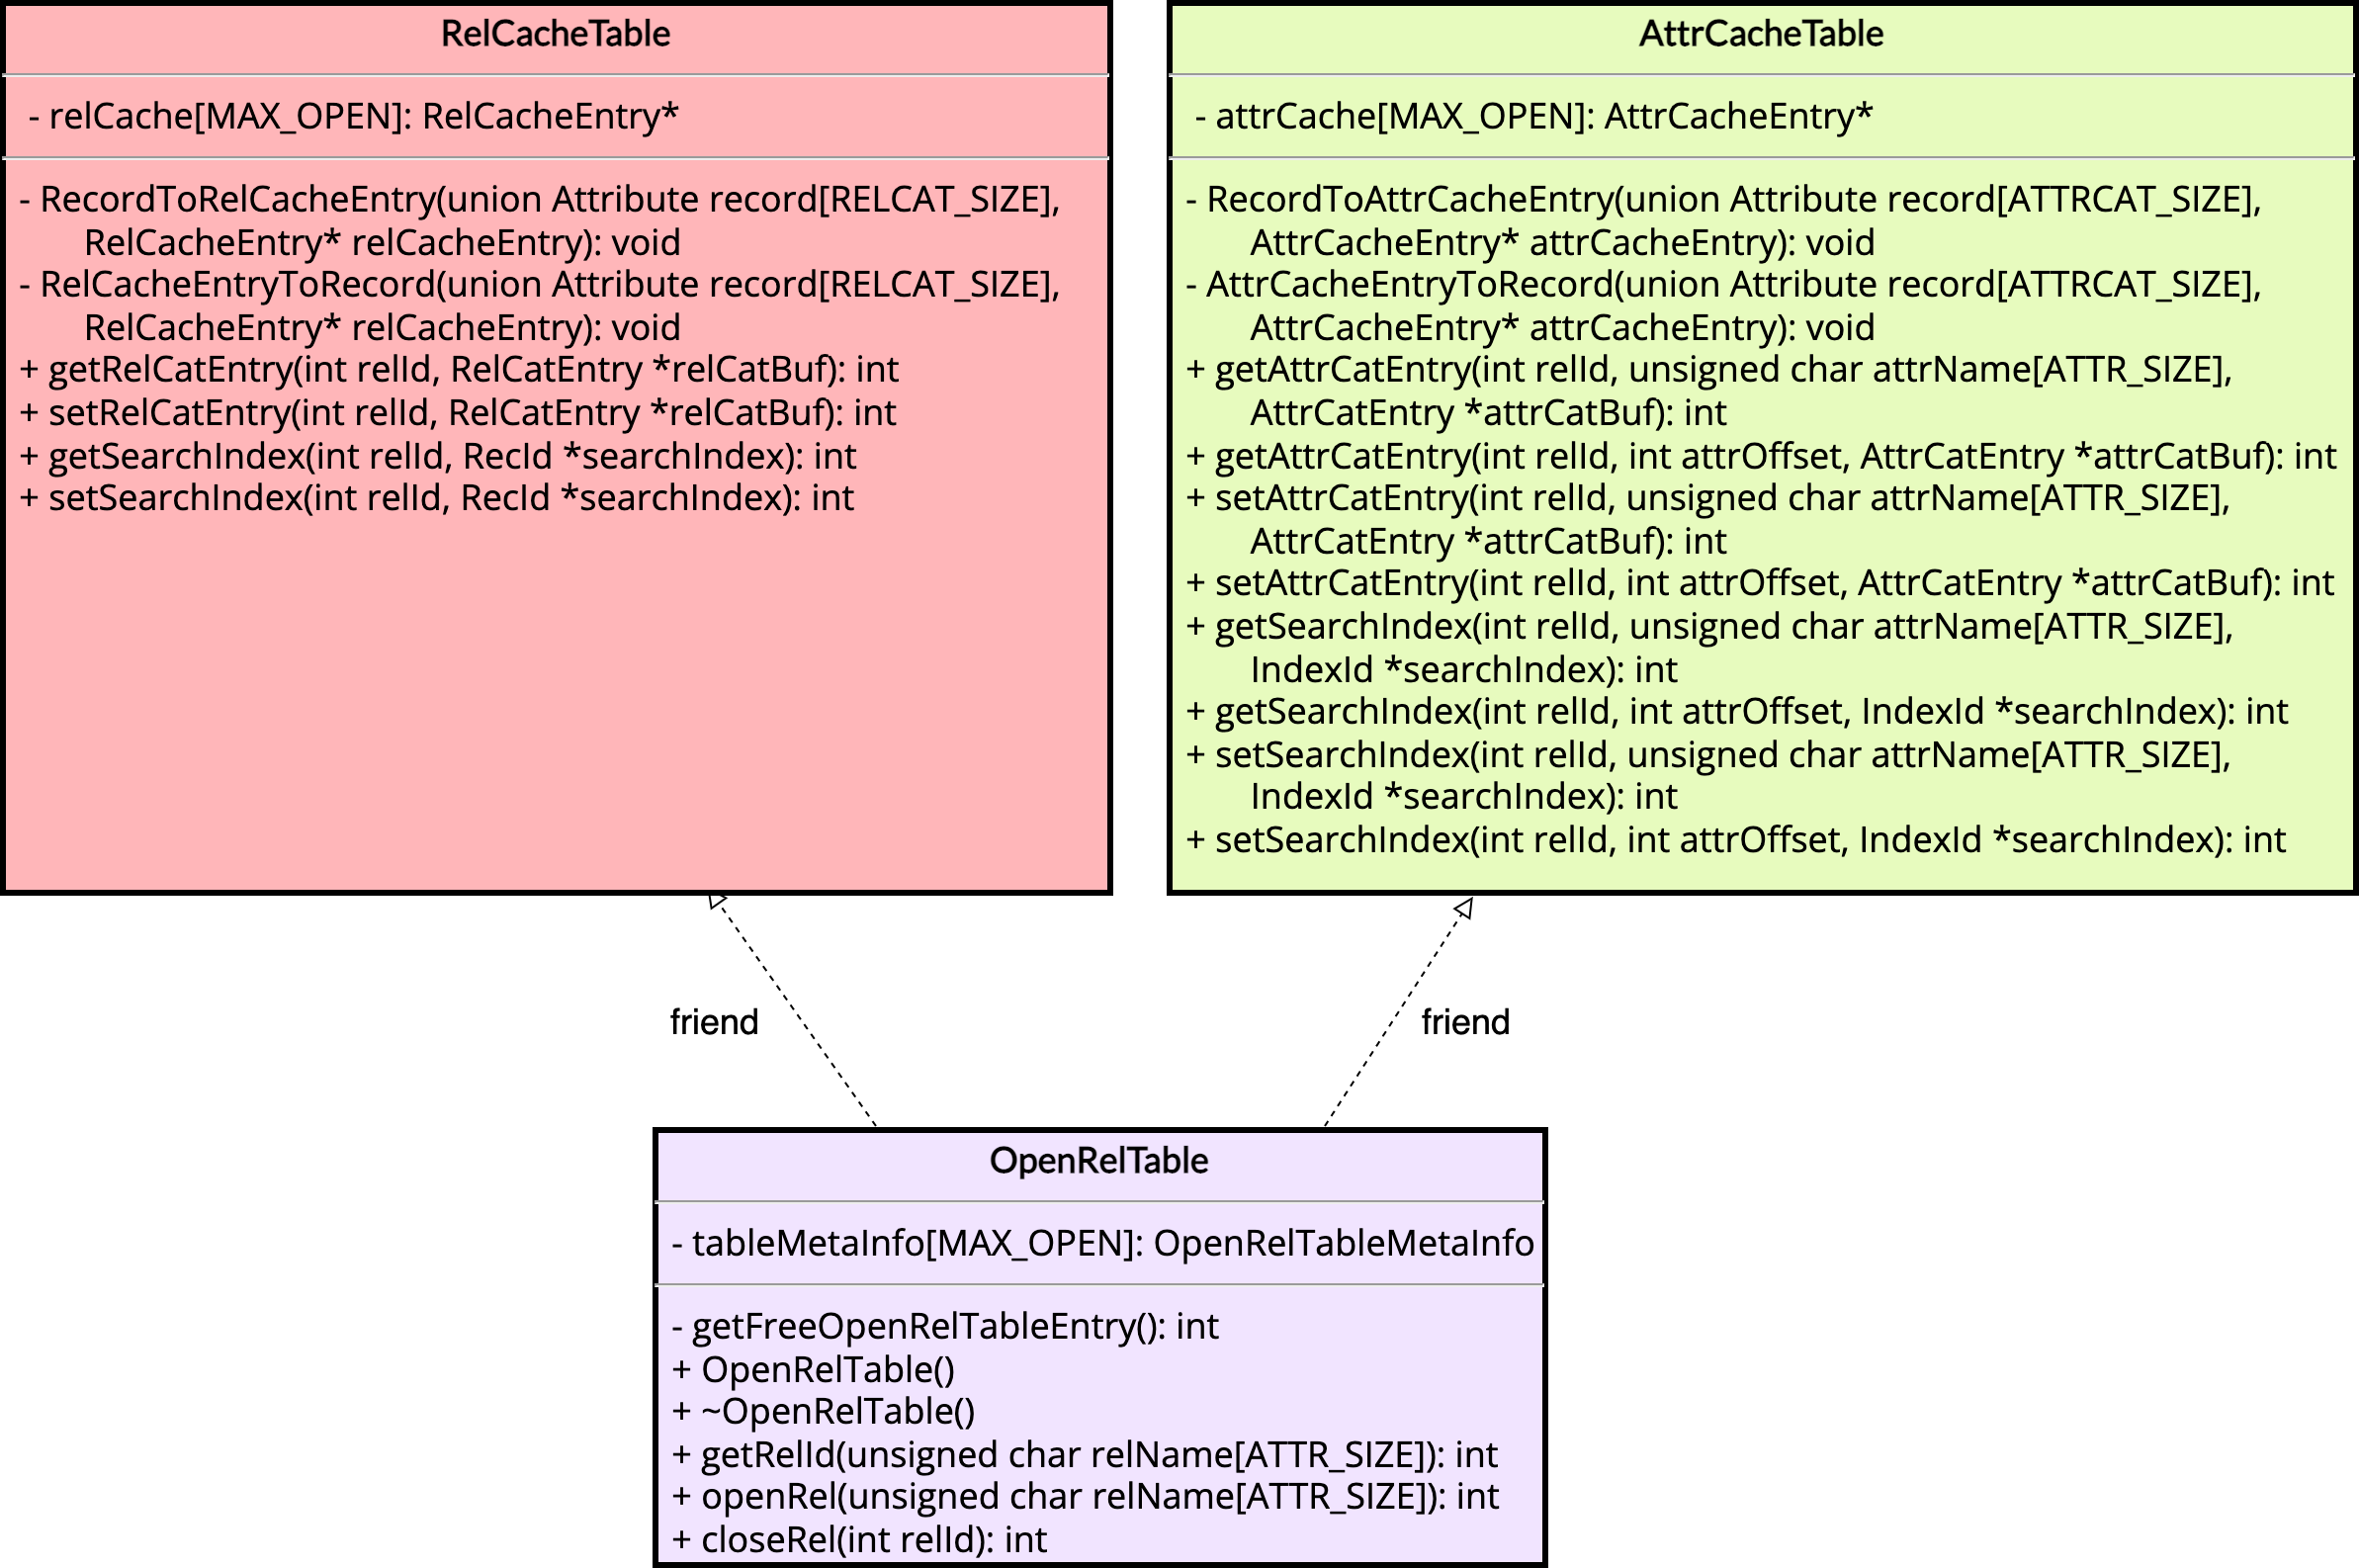 RelCacheTable
- relCache[MAX_OPEN]: RelCacheEntry*
- RecordToRelCacheEntry(union Attribute record[RELCAT_SIZE],
RelCacheEntry* relCacheEntry): void
- RelCacheEntryToRecord(union Attribute record[RELCAT_SIZE],
RelCacheEntry* relCacheEntry): void
+ getRelCatEntry(int relId, RelCatEntry *relCatBuf): int
+ setRelCatEntry(int relId, RelCatEntry *relCatBuf): int
+ getSearchIndex(int relId, RecId *searchIndex): int
+ setSearchIndex(int relId, RecId *searchIndex): int
AttrCacheTable
- attrCache[MAX_OPEN]: AttrCacheEntry*
- RecordToAttrCacheEntry(union Attribute record[ATTRCAT_SIZE],
AttrCacheEntry* attrCacheEntry): void
- AttrCacheEntryToRecord(union Attribute record[ATTRCAT_SIZE],
AttrCacheEntry* attrCacheEntry): void
+ getAttrCatEntry(int relId, unsigned char attrName[ATTR_SIZE],
AttrCatEntry *attrCatBuf): int
+ getAttrCatEntry(int relId, int attrOffset, AttrCatEntry *attrCatBuf): int
+ setAttrCatEntry(int relId, unsigned char attrName[ATTR_SIZE],
AttrCatEntry *attrCatBuf): int
+ setAttrCatEntry(int relId, int attrOffset, AttrCatEntry *attrCatBuf): int
+ getSearchIndex(int relId, unsigned char attrName[ATTR_SIZE],
IndexId *searchIndex): int
+ getSearchIndex(int relId, int attrOffset, IndexId *searchIndex): int
+ setSearchIndex(int relId, unsigned char attrName[ATTR_SIZE],
IndexId *searchIndex): int
+ setSearchIndex(int relId, int attrOffset, IndexId *searchIndex): int
friend
friend
OpenRelTable
- tableMetaInfo[MAX_OPEN]: OpenRelTableMetaInfo
- getFreeOpenRelTableEntry(): int
+ OpenRelTable()
+ ~OpenRelTable()
+ getRelId(unsigned char relName[ATTR_SIZE]): int
+ openRel(unsigned char relName[ATTR_SIZE]): int
+ closeRel(int relId): int